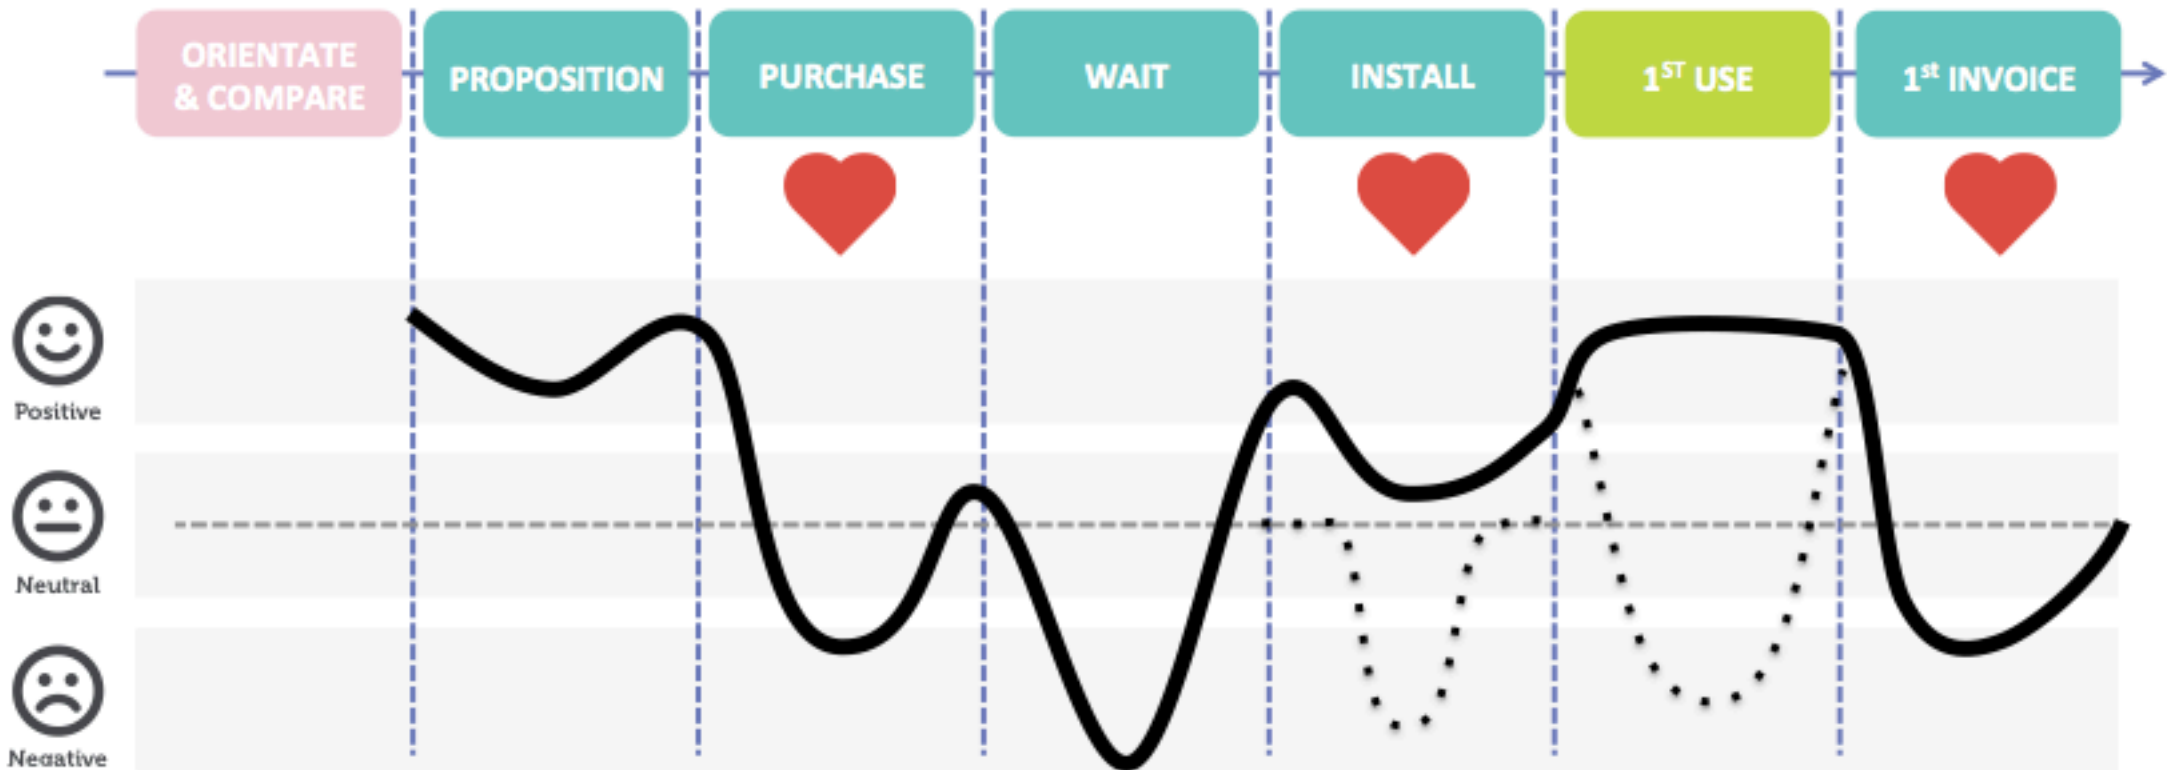 ORIENTATE
& COMPARE
PROPOSITION
PURCHASE
WAIT
INSTALL
1ST USE
1st INVOICE
Positive
Neutral
Negative